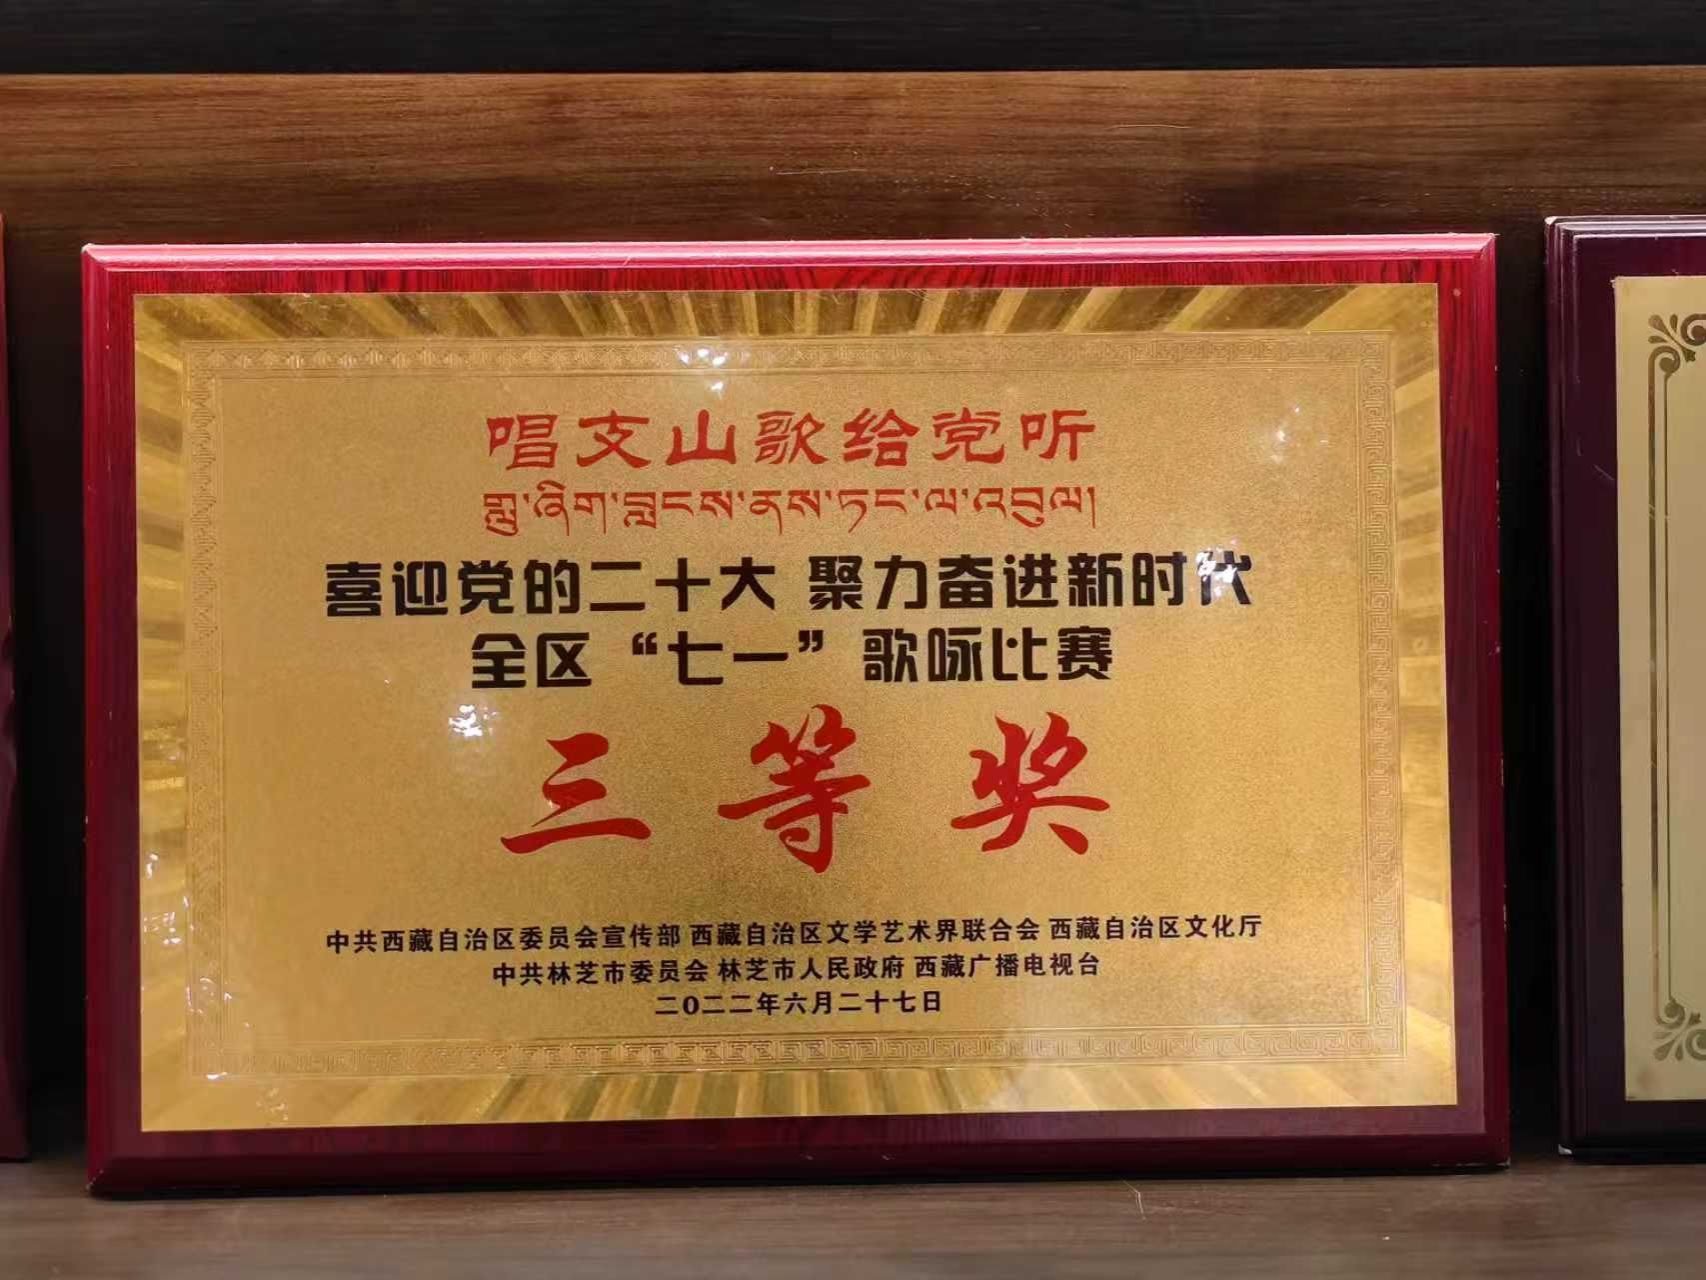 唱支山歌给党听
གླུ་ཞིག་བླངས་ནས་ཏང་ལ་འབུལ།
喜迎党的二十大 聚力奋进新时代
全区“七一”歌咏比赛
三等奖
中共西藏自治区委员会宣传部 西藏自治区文学艺术界联合会 西藏自治区文化厅
中共林芝市委员会 林芝市人民政府 西藏广播电视台
二〇二二年六月二十七日